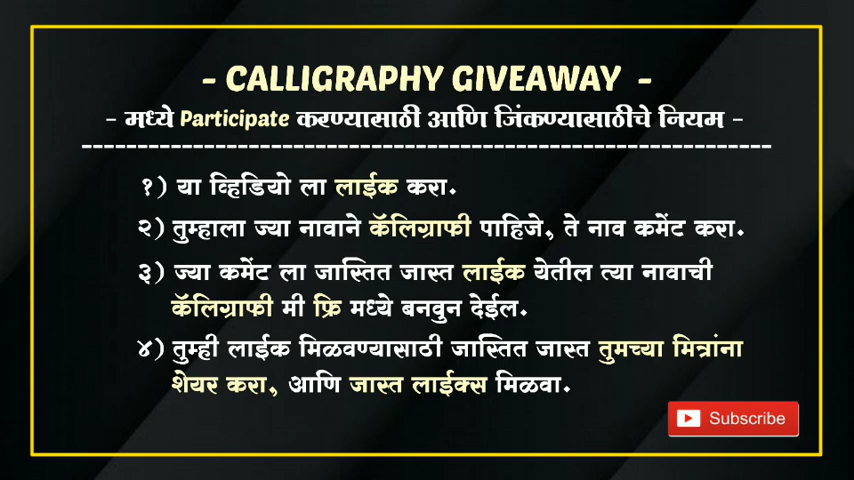 - CALLIGRAPHY GIVEAWAY -
- मध्ये Participate करण्यासाठी आणि जिंकण्यासाठीचे नियम -
१) या व्हिडियो ला लाईक करा.
२) तुम्हाला ज्या नावाने कॅलिग्राफी पाहिजे, ते नाव कमेंट करा.
३) ज्या कमेंट ला जास्तित जास्त लाईक येतील त्या नावाची
कॅलिग्राफी मी फ्रि मध्ये बनवुन देईल.
४) तुम्ही लाईक मिळवण्यासाठी जास्तित जास्त तुमच्या मित्रांना
शेयर करा, आणि जास्त लाईक्स मिळवा.
Subscribe